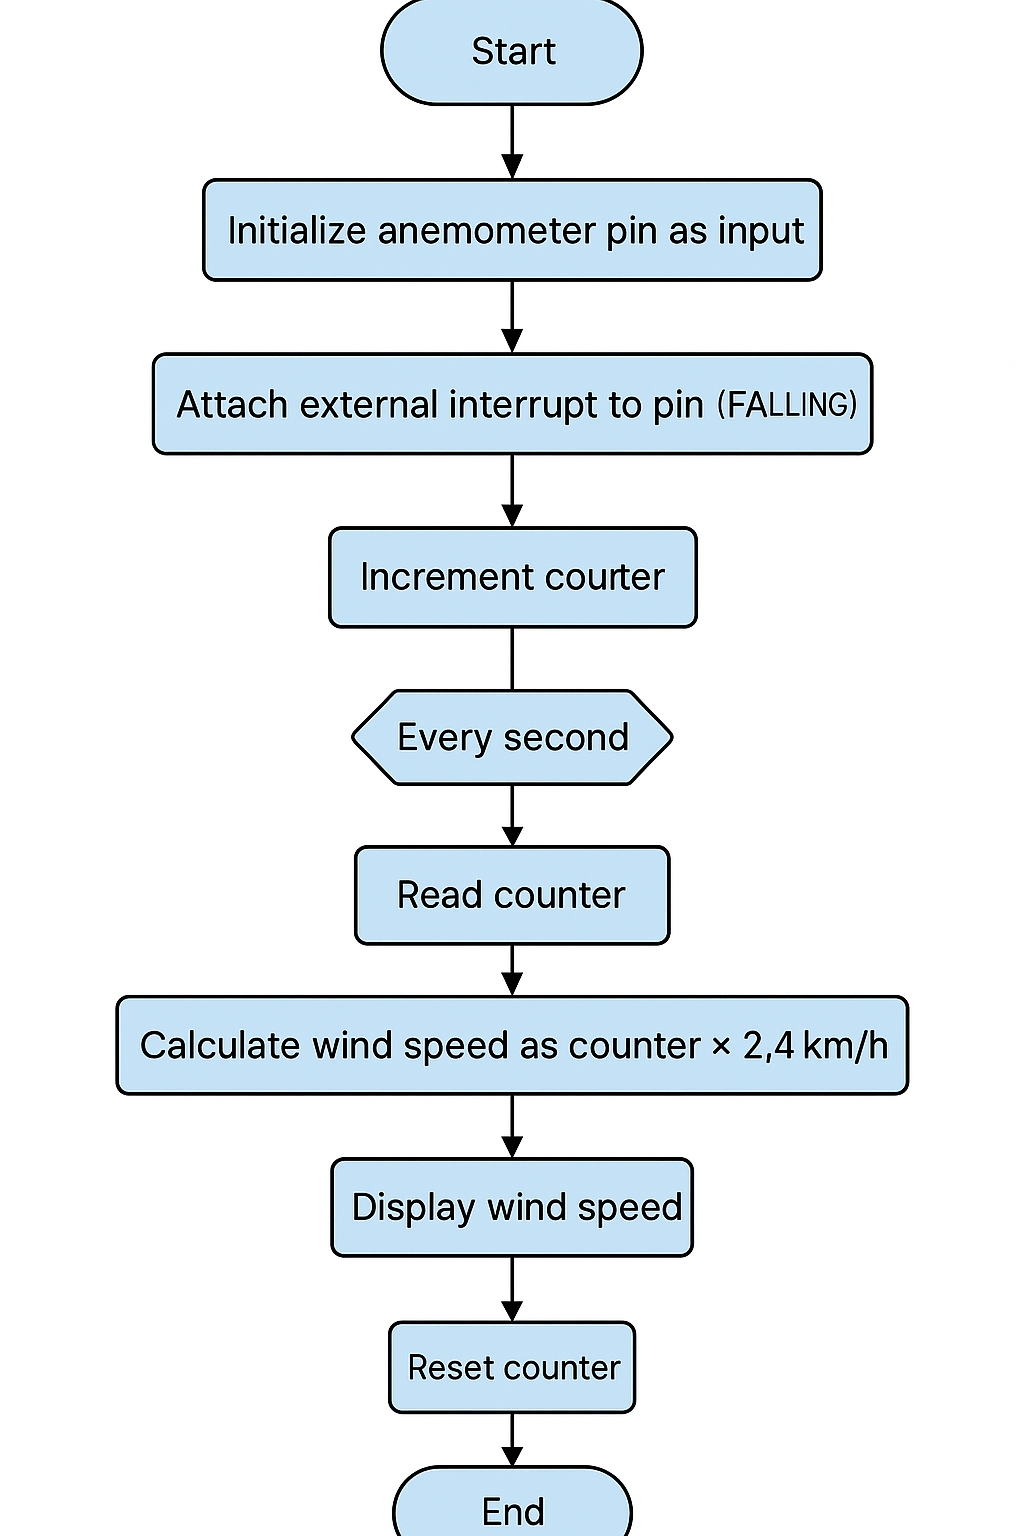 Start
Initialize anemometer pin as input
Attach external interrupt to pin (FALLING)
Increment courter
Every second
Read counter
Calculate wind speed as counter × 2,4 km/h
Display wind speed
Reset counter
End